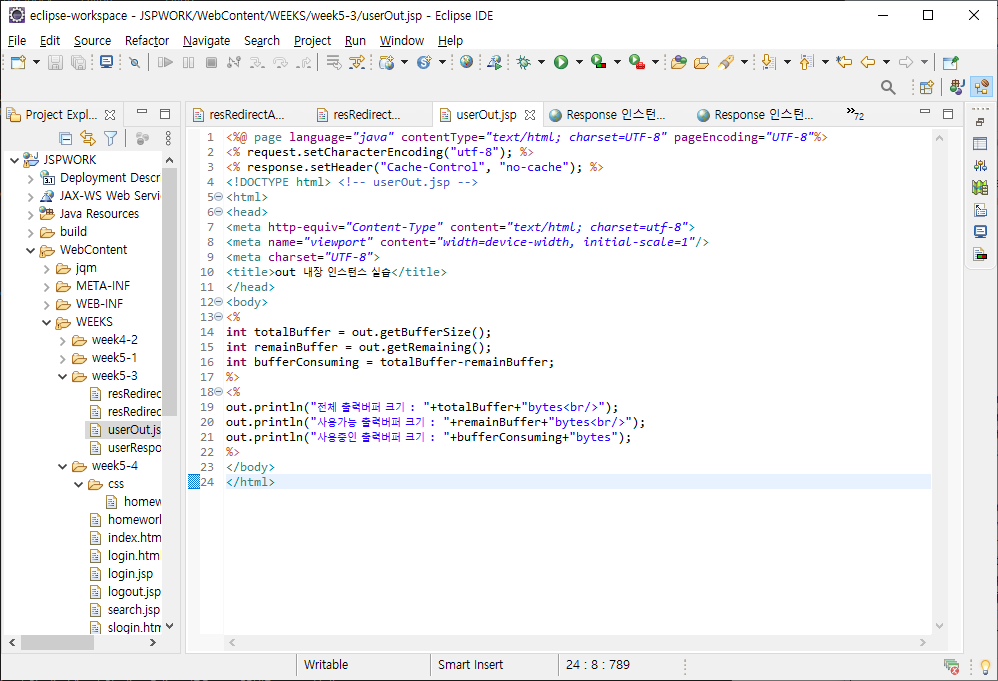 eclipse-workspace - JSPWORK/WebContent/WEEKS/week5-3/userOut.jsp - Eclipse IDE
File Edit Source Refactor Navigate Search Project Run Window Help
Project Expl...
resRedirectA... resRedirect... userOut.jsp Response 인스턴... Response 인스턴... »72
JSPWORK
Deployment Descr
JAX-WS Web Servi
Java Resources
build
WebContent
jqm
META-INF
WEB-INF
WEEKS
week4-2
week5-1
week5-3
resRedirec
resRedirec
userOut.js
userRespo
week5-4
css
homew
homework
index.htm
login.htm
login.jsp
logout.jsp
search.jsp
slogin.htm
1 <%@ page language="java" contentType="text/html; charset=UTF-8" pageEncoding="UTF-8"%>
2 <% request.setCharacterEncoding("utf-8"); %>
3 <% response.setHeader("Cache-Control", "no-cache"); %>
4 <!DOCTYPE html> <!-- userOut.jsp -->
5 <html>
6 <head>
7 <meta http-equiv="Content-Type" content="text/html; charset=utf-8">
8 <meta name="viewport" content="width=device-width, initial-scale=1"/>
9 <meta charset="UTF-8">
10 <title>out 내장 인스턴스 실습</title>
11 </head>
12 <body>
13 <%
14 int totalBuffer = out.getBufferSize();
15 int remainBuffer = out.getRemaining();
16 int bufferConsuming = totalBuffer-remainBuffer;
17 %>
18 <%
19 out.println("전체 출력버퍼 크기 : "+totalBuffer+"bytes<br/>");
20 out.println("사용가능 출력버퍼 크기 : "+remainBuffer+"bytes<br/>");
21 out.println("사용중인 출력버퍼 크기 : "+bufferConsuming+"bytes");
22 %>
23 </body>
24 </html>
Writable Smart Insert 24 : 8 : 789